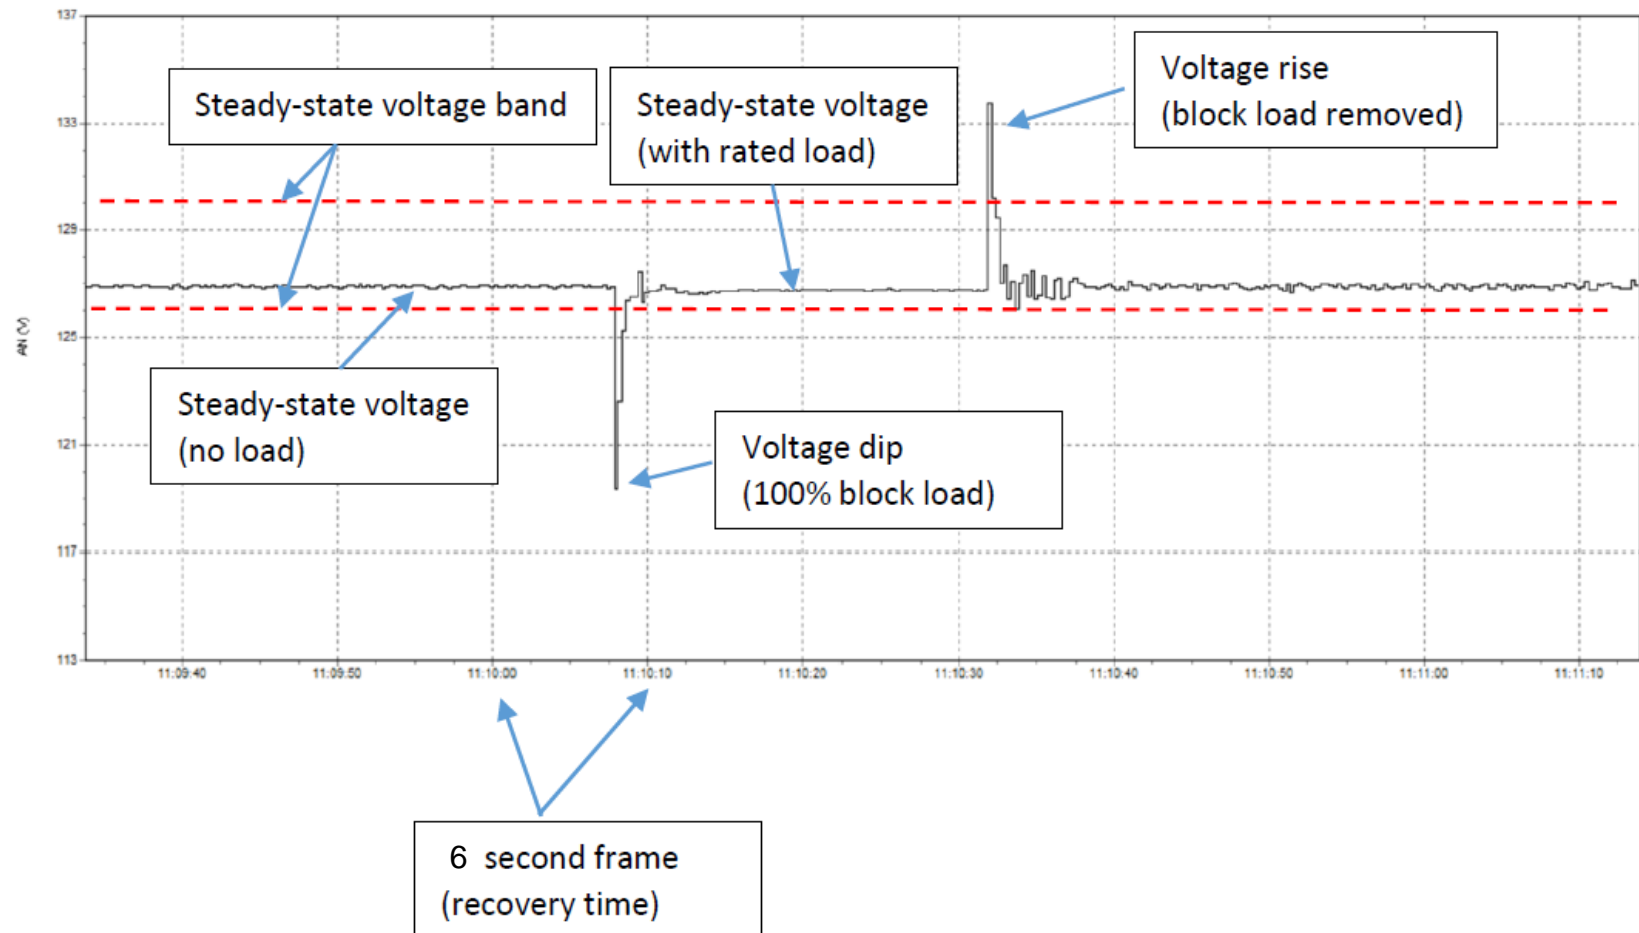 137
Steady-state voltage band
Steady-state voltage
(with rated load)
Voltage rise
(block load removed)
133
129
AN (V)
125
Steady-state voltage
(no load)
121
Voltage dip
(100% block load)
117
113
11:09:40 11:09:50 11:10:00 11:10:10 11:10:20 11:10:30 11:10:40 11:10:50 11:11:00 11:11:10
6 second frame
(recovery time)